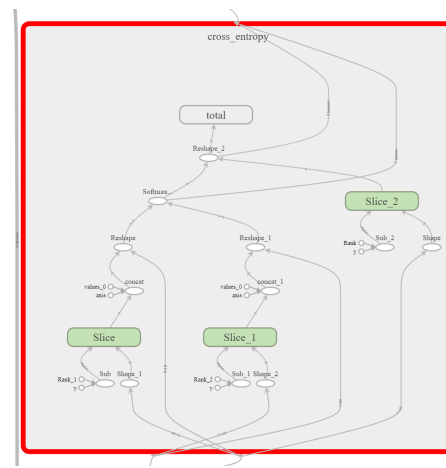 cross_entropy
total
Reshape_2
Softmax_...
Slice_2
Rank
y
Sub_2
Shape
Reshape
Reshape_1
values_0
axis
concat
values_0
axis
concat_1
Slice
Slice_1
Rank_1
y
Sub
Shape_1
Rank_2
y
Sub_1
Shape_2